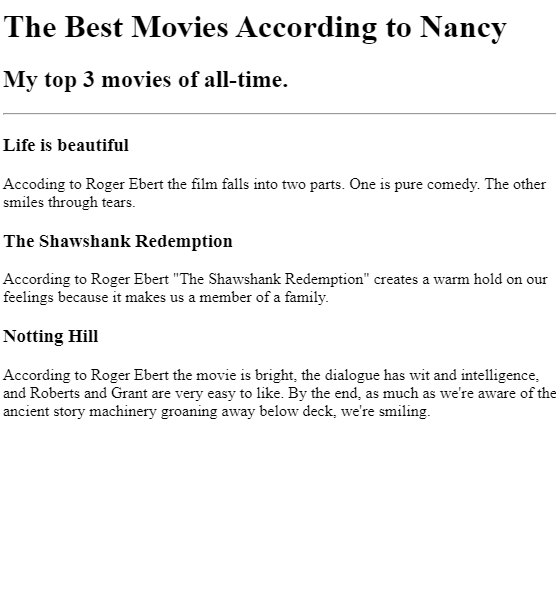 The Best Movies According to Nancy
My top 3 movies of all-time.
Life is beautiful
Accoding to Roger Ebert the film falls into two parts. One is pure comedy. The other
smiles through tears.
The Shawshank Redemption
According to Roger Ebert "The Shawshank Redemption" creates a warm hold on our
feelings because it makes us a member of a family.
Notting Hill
According to Roger Ebert the movie is bright, the dialogue has wit and intelligence,
and Roberts and Grant are very easy to like. By the end, as much as we're aware of the
ancient story machinery groaning away below deck, we're smiling.